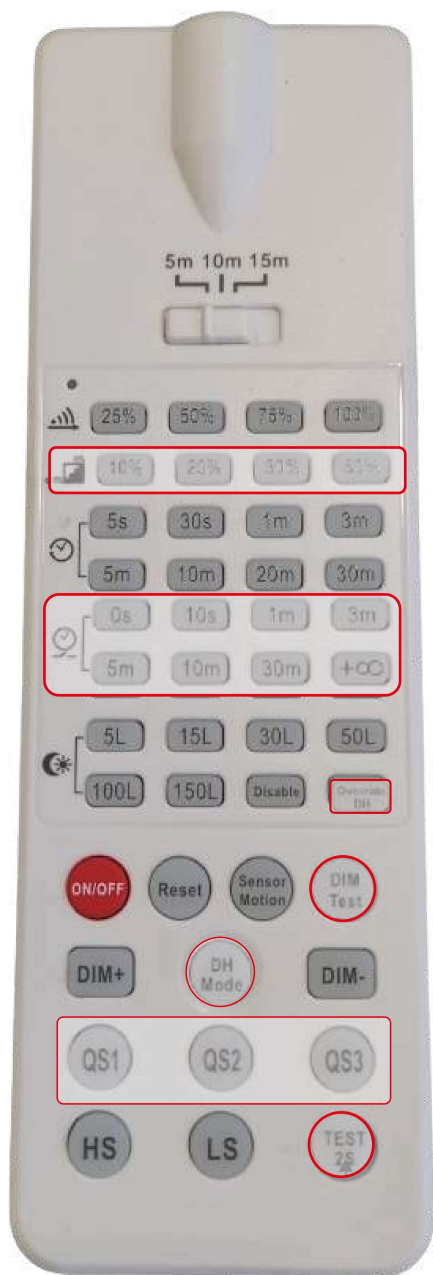 5m 10m 15m
25% 50% 75% 100%
10% 20% 30% 50%
5s 30s 1m 3m
5m 10m 20m 30m
0s 10s 1m 3m
5m 10m 30m +∞
5L 15L 30L 50L
100L 150L Disable
DH
ON/OFF Reset Sensor Motion DIM Test
DIM+ DH Mode DIM-
QS1 QS2 QS3
HS LS TEST 2S